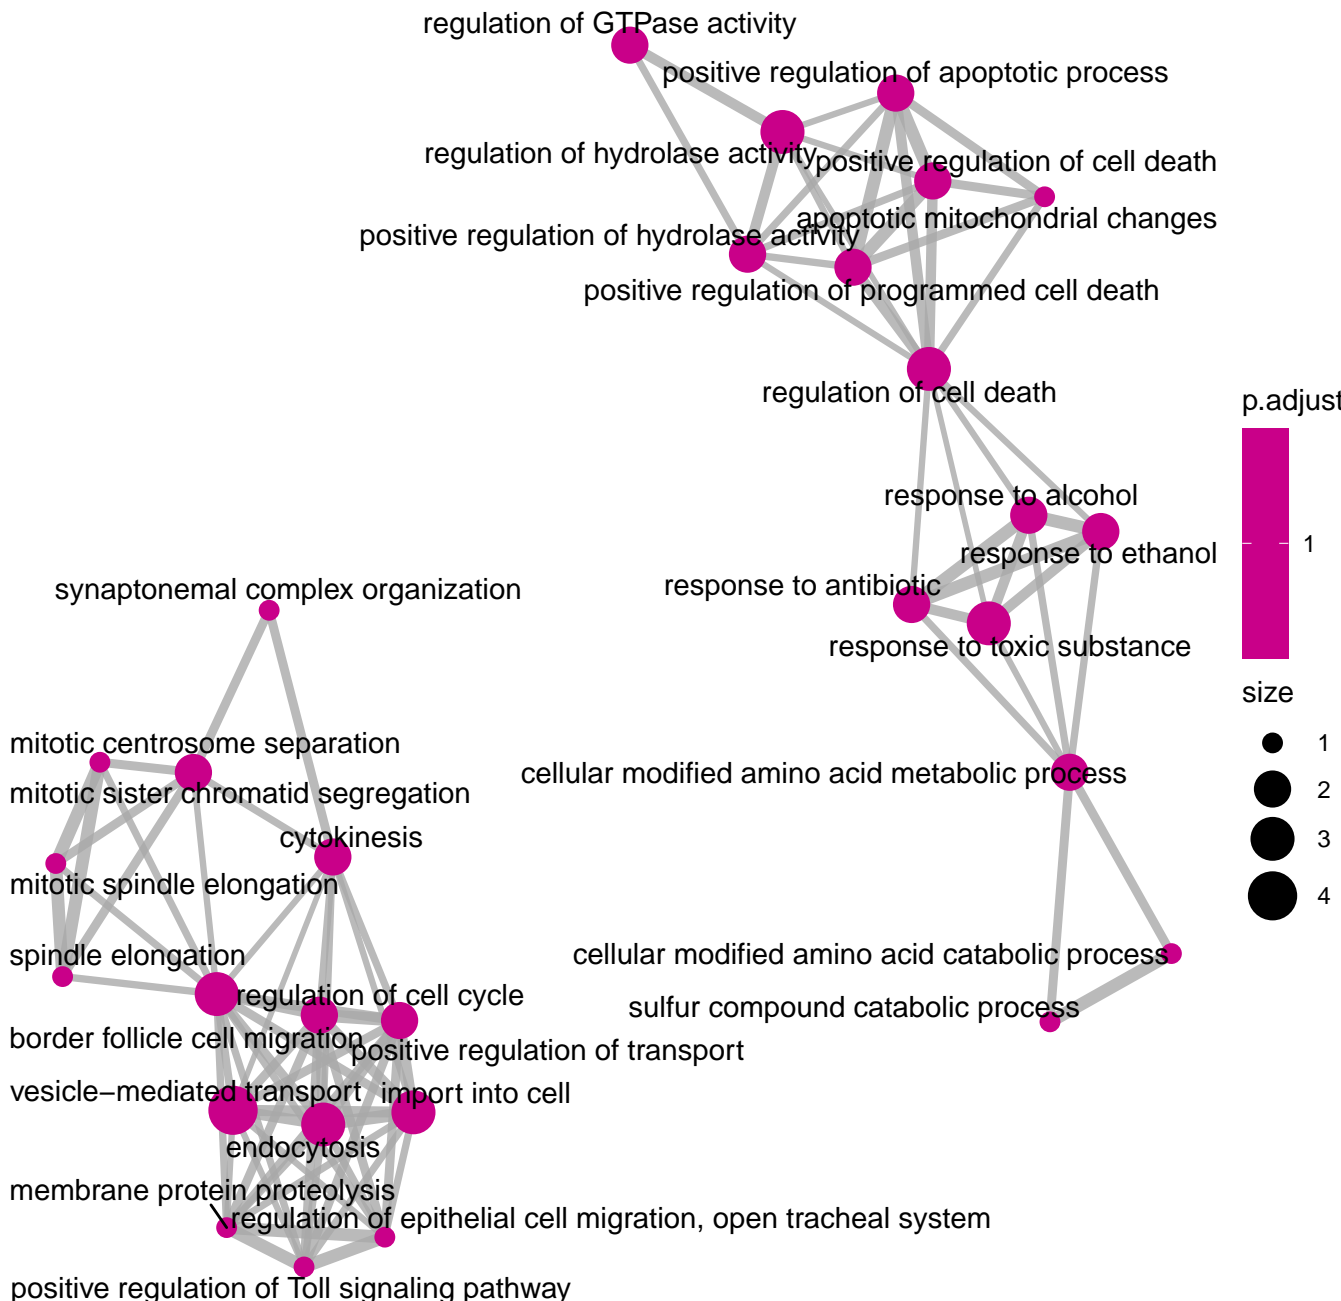 regulation of GTPase activity
positive regulation of apoptotic process
regulation of hydrolase activity
positive regulation of cell death
apoptotic mitochondrial changes
positive regulation of hydrolase activity
positive regulation of programmed cell death
regulation of cell death
p.adjust
1
response to alcohol
response to ethanol
response to antibiotic
response to toxic substance
synaptonemal complex organization
size
1
2
3
4
mitotic centrosome separation
cellular modified amino acid metabolic process
mitotic sister chromatid segregation
cytokinesis
mitotic spindle elongation
spindle elongation
cellular modified amino acid catabolic process
regulation of cell cycle
sulfur compound catabolic process
border follicle cell migration
positive regulation of transport
vesicle−mediated transport
import into cell
endocytosis
membrane protein proteolysis
regulation of epithelial cell migration, open tracheal system
positive regulation of Toll signaling pathway